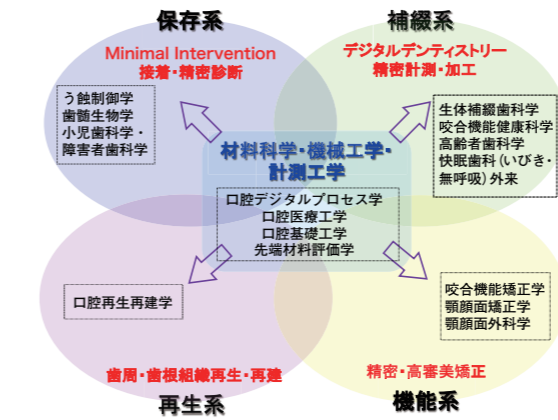 保存系
Minimal Intervention
接着・精密診断
う蝕制御学
歯髄生物学
小児歯科学・
障害者歯科学
補綴系
デジタルデンティストリー
精密計測・加工
生体補綴歯科学
咬合機能健康科学
高齢者歯科学
快眠歯科(いびき・
無呼吸)外来
材料科学・機械工学・
計測工学
口腔デジタルプロセス学
口腔医療工学
口腔基礎工学
先端材料評価学
口腔再生再建学
歯周・歯根組織再生・再建
再生系
咬合機能矯正学
顎顔面矯正学
顎顔面外科学
精密・高審美矯正
機能系